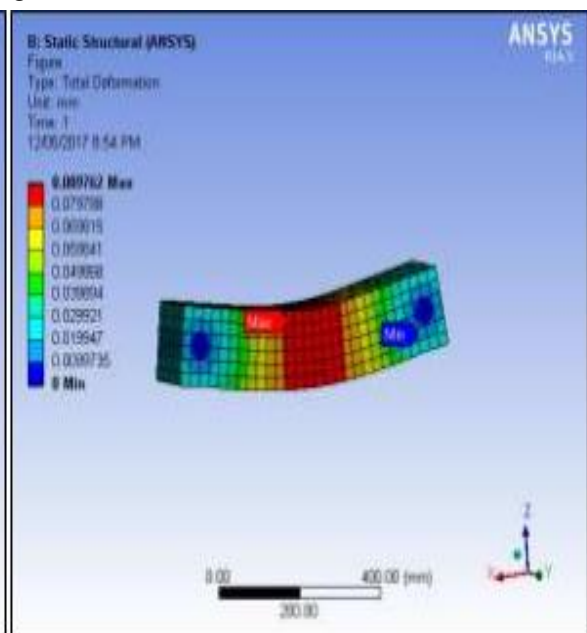 B: Static Structural (ANSYS)
Figure
Type: Total Deformation
Unit: mm
Time: 1
12/06/2017 8:54 PM
ANSYS
0.089762 Max
0.079788
0.069815
0.059841
0.049868
0.039894
0.029921
0.019947
0.0099735
0 Min
Max
Min
0.00
400.00 (mm)
200.00
Z
X
Y